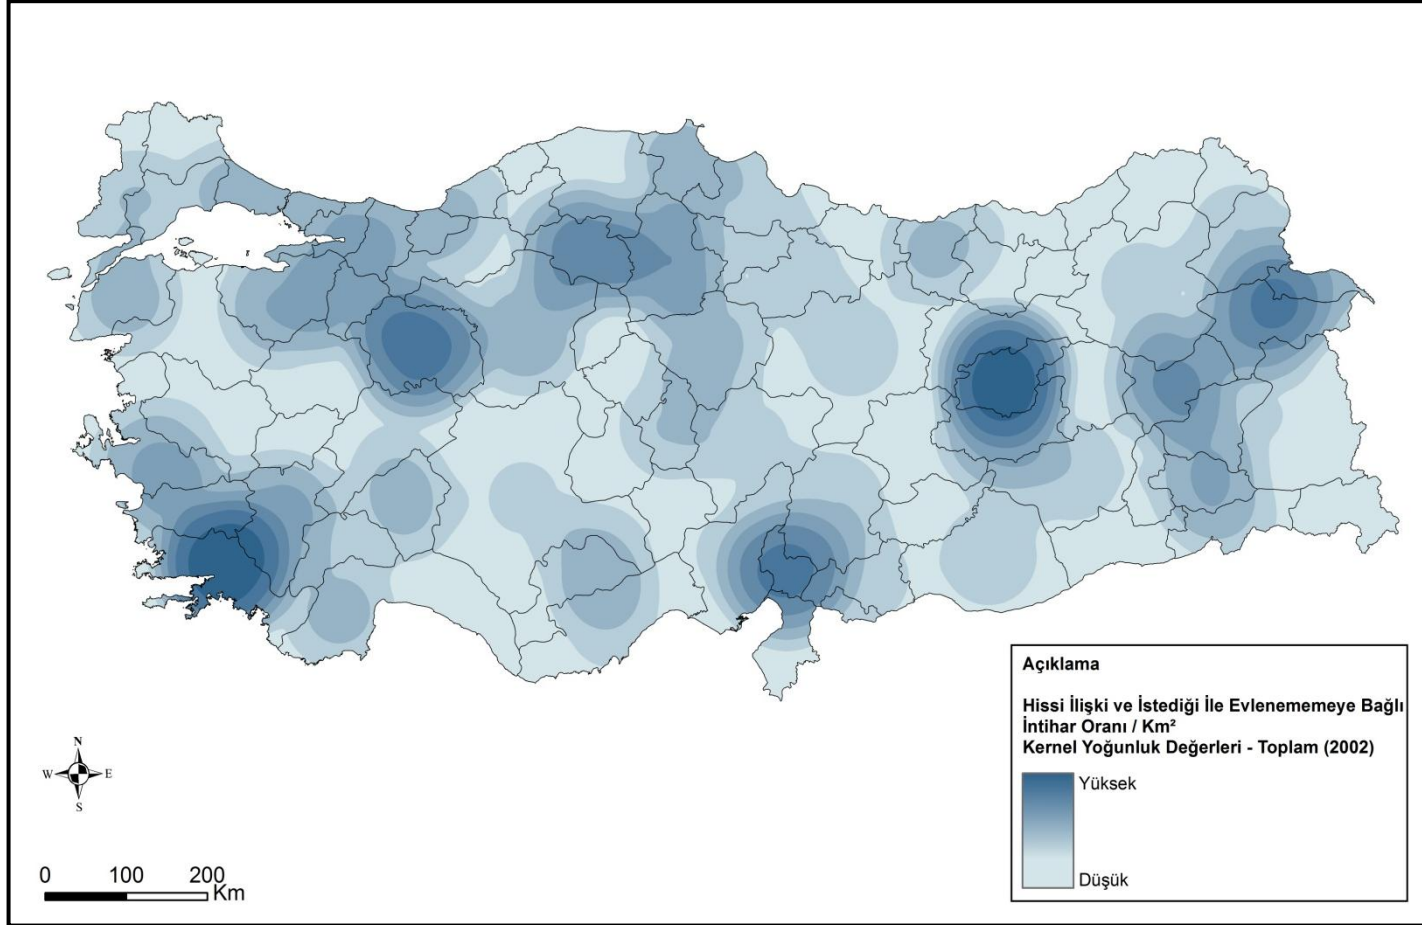 Açıklama
Hissi İlişki ve İstediği İle Evlenememeye Bağlı
İntihar Oranı / Km²
Kernel Yoğunluk Değerleri - Toplam (2002)
Yüksek
Düşük
N
W E
S
0 100 200
Km